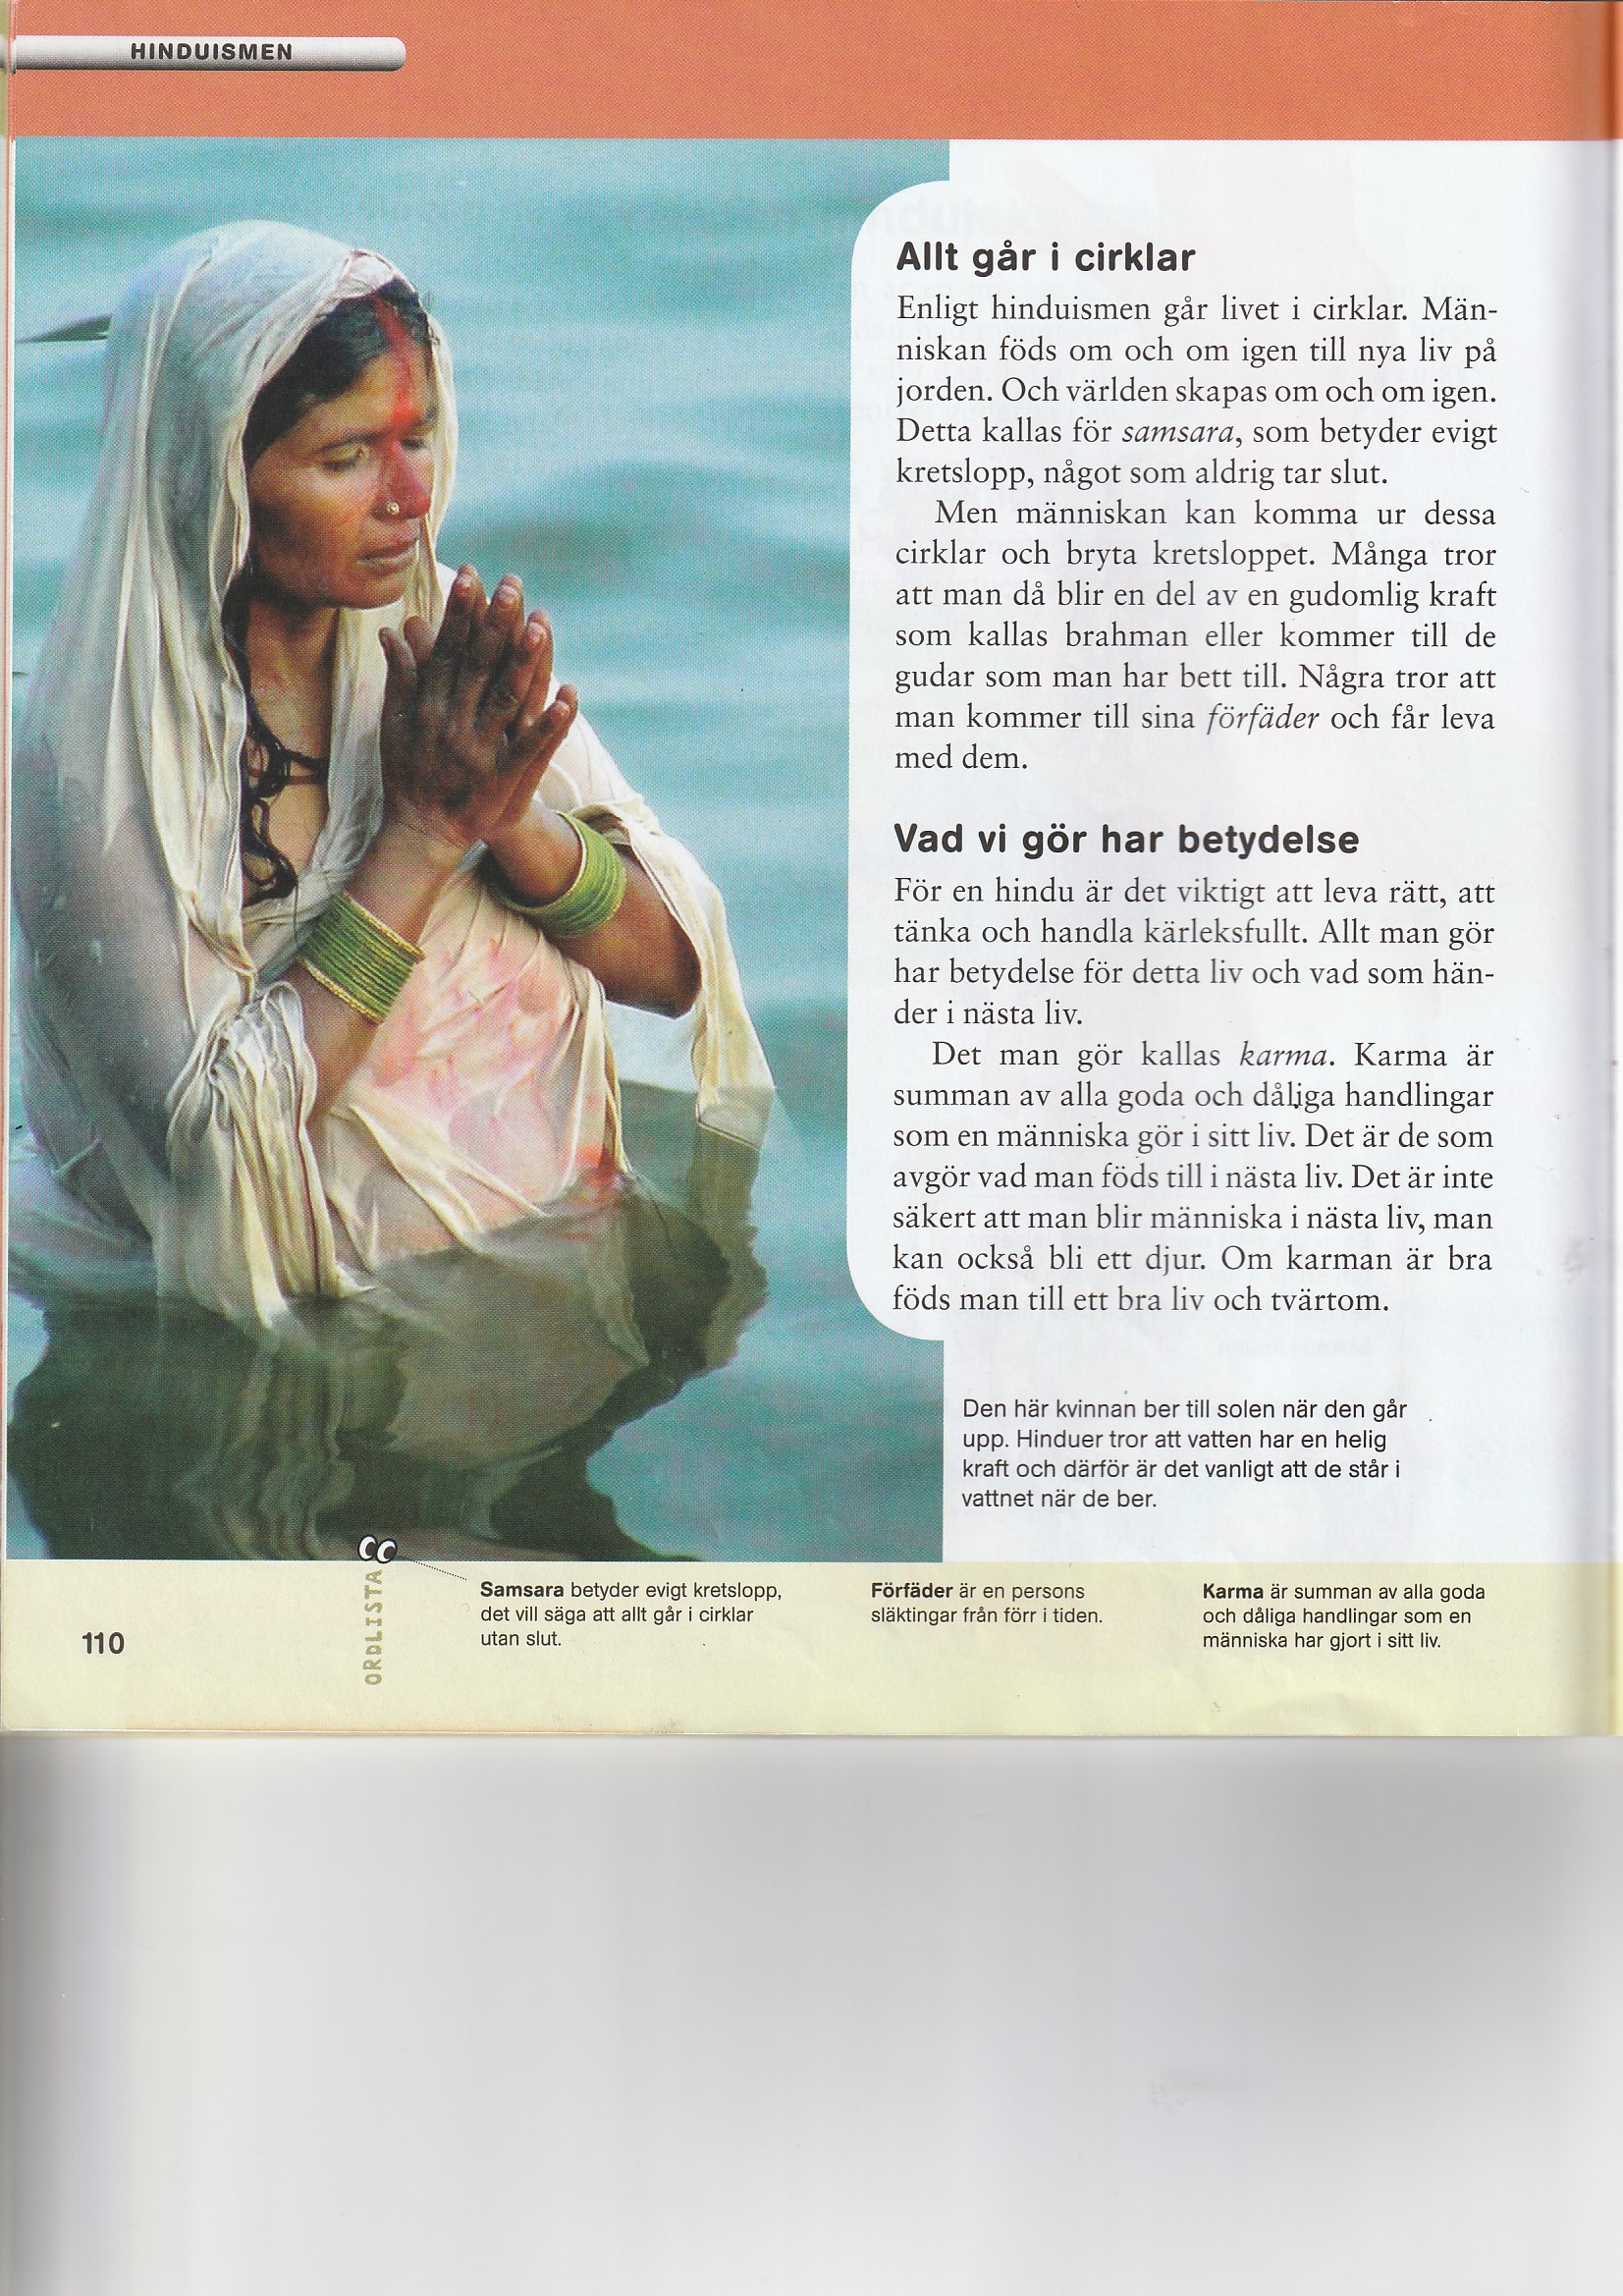 HINDUISMEN
Allt går i cirklar
Enligt hinduismen går livet i cirklar. Män-
niskan föds om och om igen till nya liv på
jorden. Och världen skapas om och om igen.
Detta kallas för samsara, som betyder evigt
kretslopp, något som aldrig tar slut.
Men människan kan komma ur dessa
cirklar och bryta kretsloppet. Många tror
att man då blir en del av en gudomlig kraft
som kallas brahman eller kommer till de
gudar som man har bett till. Några tror att
man kommer till sina förfäder och får leva
med dem.
Vad vi gör har betydelse
För en hindu är det viktigt att leva rätt, att
tänka och handla kärleksfullt. Allt man gör
har betydelse för detta liv och vad som hän-
der i nästa liv.
Det man gör kallas karma. Karma är
summan av alla goda och dåliga handlingar
som en människa gör i sitt liv. Det är de som
avgör vad man föds till i nästa liv. Det är inte
säkert att man blir människa i nästa liv, man
kan också bli ett djur. Om karman är bra
föds man till ett bra liv och tvärtom.
Den här kvinnan ber till solen när den går
upp. Hinduer tror att vatten har en helig
kraft och därför är det vanligt att de står i
vattnet när de ber.
ORDLISTA
Samsara betyder evigt kretslopp,
det vill säga att allt går i cirklar
utan slut.
Förfäder är en persons
släktingar från förr i tiden.
Karma är summan av alla goda
och dåliga handlingar som en
människa har gjort i sitt liv.
110